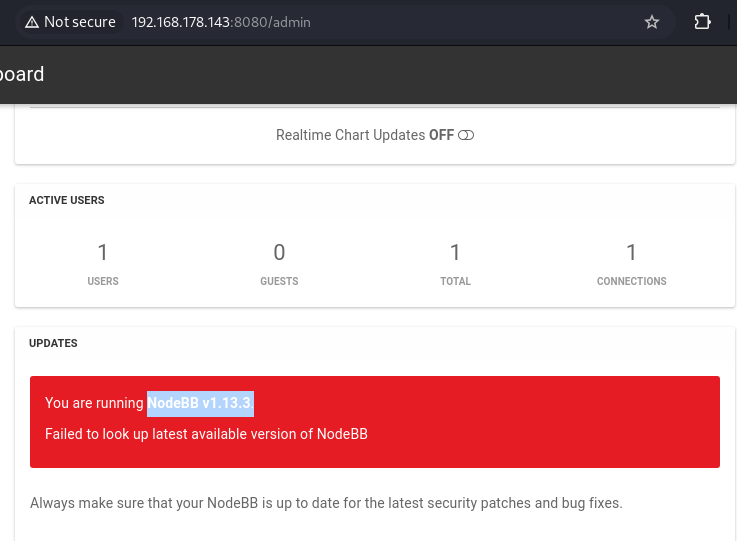 Not secure 192.168.178.143:8080/admin
board
Realtime Chart Updates OFF
ACTIVE USERS
1 0 1 1
USERS GUESTS TOTAL CONNECTIONS
UPDATES
You are running NodeBB v1.13.3.
Failed to look up latest available version of NodeBB
Always make sure that your NodeBB is up to date for the latest security patches and bug fixes.